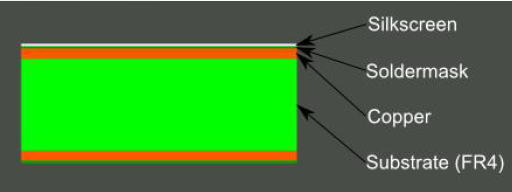 Silkscreen
Soldermask
Copper
Substrate (FR4)